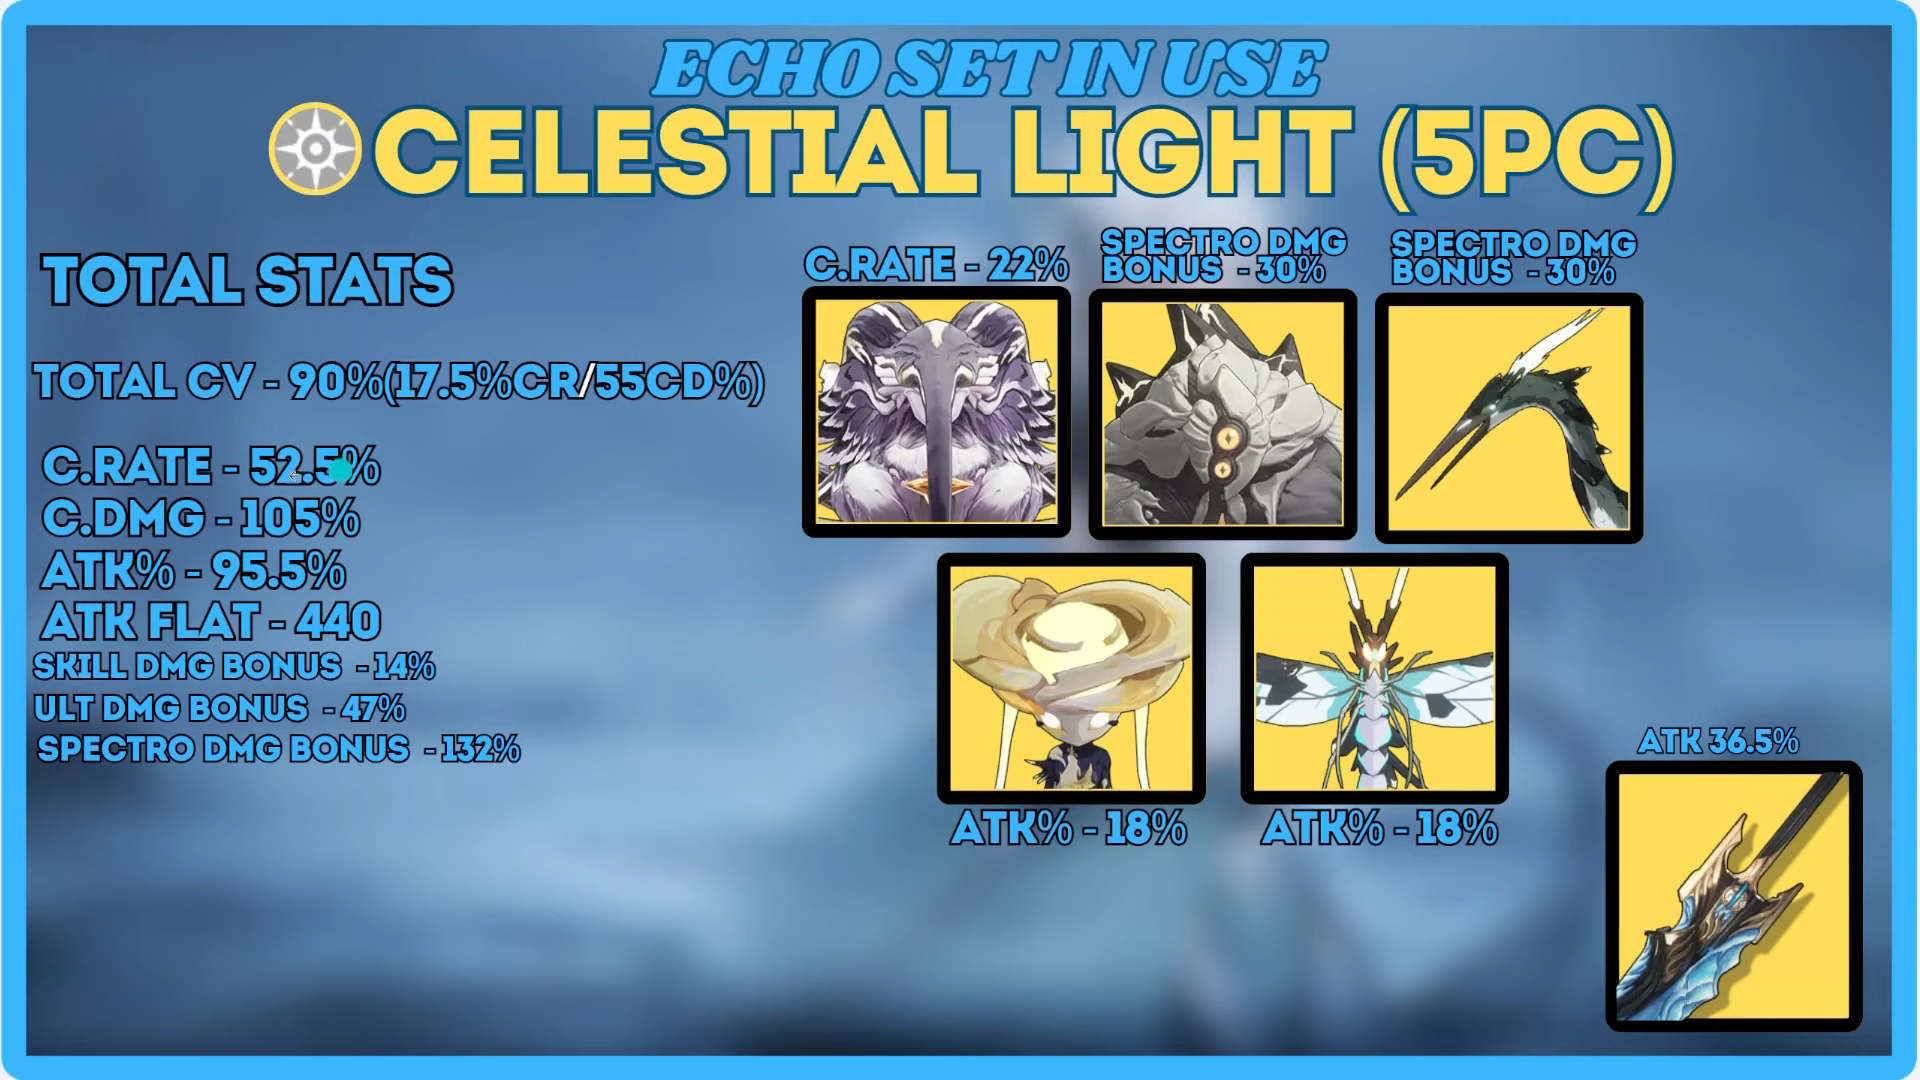 ECHO SET IN USE
CELESTIAL LIGHT (5PC)
TOTAL STATS
TOTAL CV - 90%(17.5%CR/55CD%)
C.RATE - 52.5%
C.DMG - 105%
ATK% - 95.5%
ATK FLAT - 440
SKILL DMG BONUS - 14%
ULT DMG BONUS - 47%
SPECTRO DMG BONUS - 132%
C.RATE - 22%
SPECTRO DMG
BONUS - 30%
SPECTRO DMG
BONUS - 30%
ATK% - 18%
ATK% - 18%
ATK 36.5%